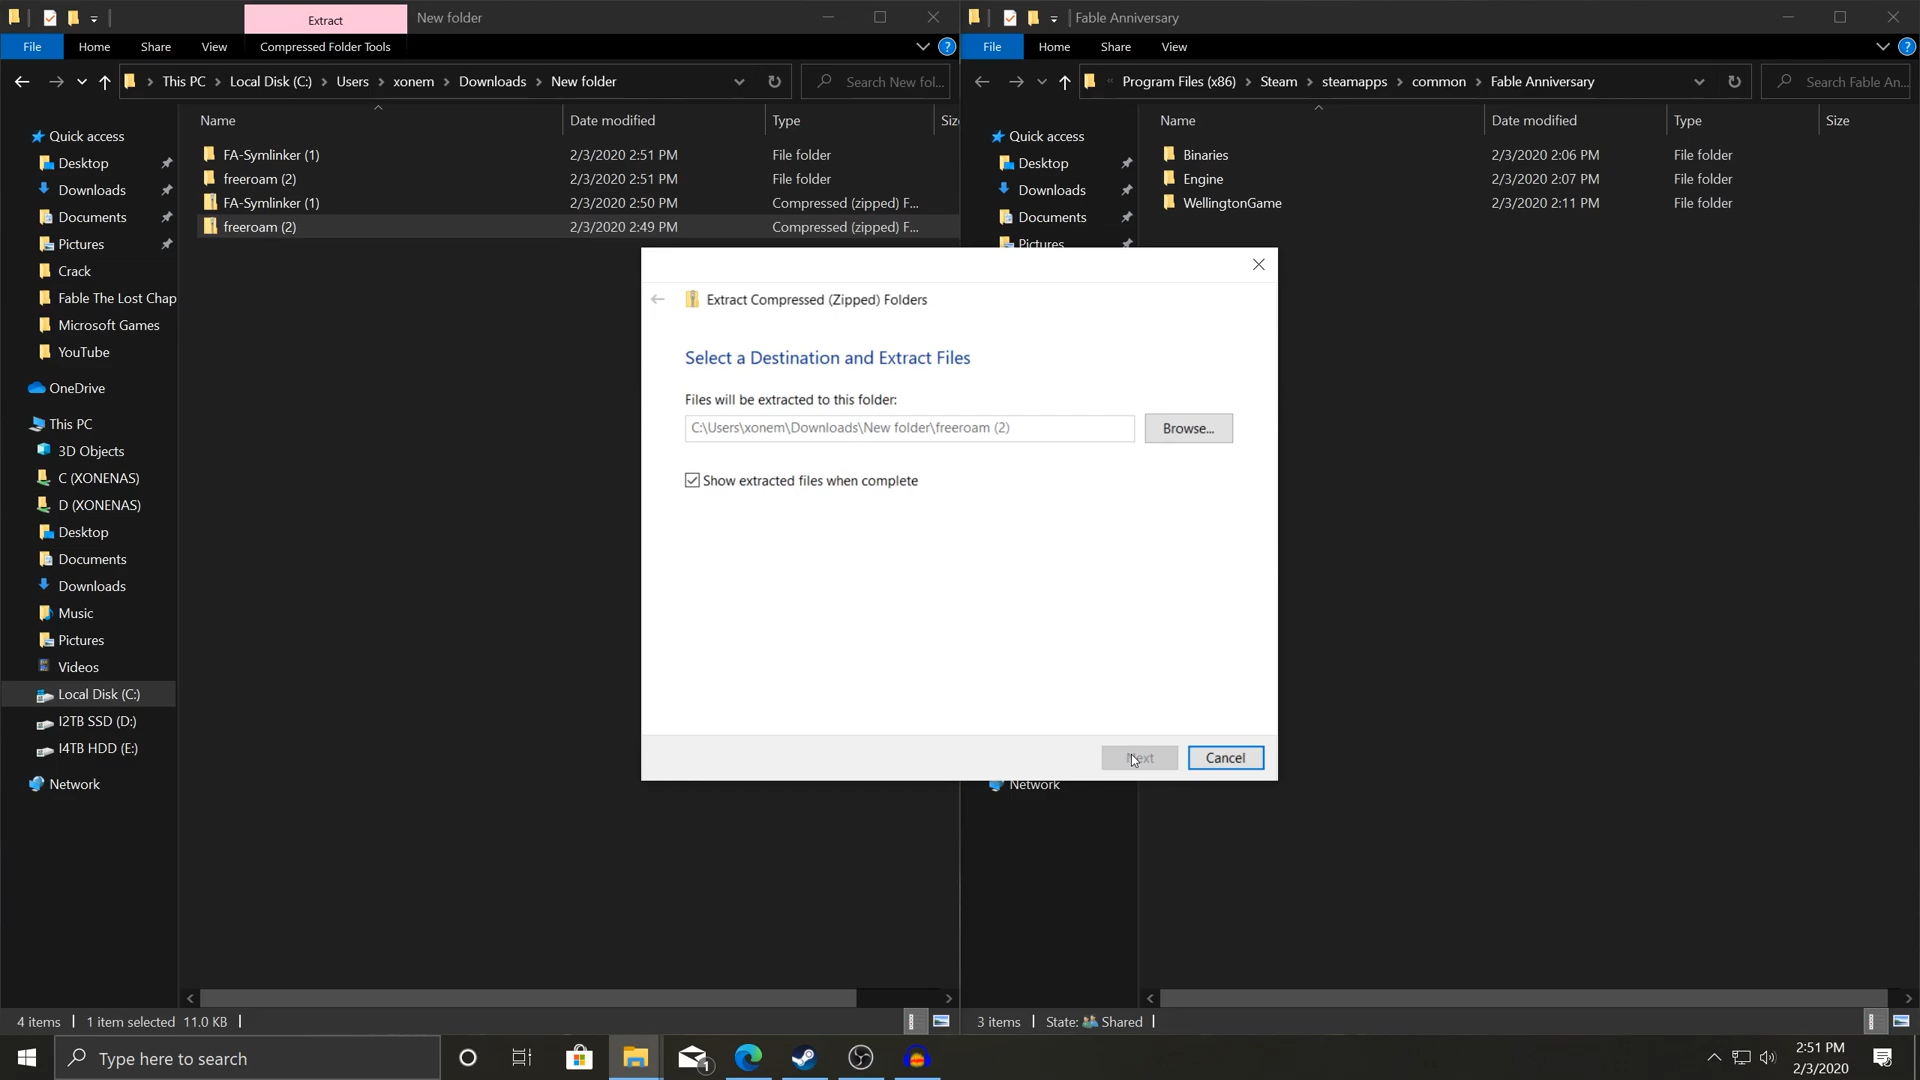 Extract
New folder
File
Home
Share
View
Compressed Folder Tools
This PC > Local Disk (C:) > Users > xonem > Downloads > New folder
Search New fol...
Name
Date modified
Type
Siz
Quick access
Desktop
Downloads
Documents
Pictures
Crack
Fable The Lost Chap
Microsoft Games
YouTube
OneDrive
This PC
3D Objects
C (XONENAS)
D (XONENAS)
Desktop
Documents
Downloads
Music
Pictures
Videos
Local Disk (C:)
I2TB SSD (D:)
I4TB HDD (E:)
Network
FA-Symlinker (1) 2/3/2020 2:51 PM File folder
freeroam (2) 2/3/2020 2:51 PM File folder
FA-Symlinker (1) 2/3/2020 2:50 PM Compressed (zipped) F...
freeroam (2) 2/3/2020 2:49 PM Compressed (zipped) F...
4 items 1 item selected 11.0 KB
Fable Anniversary
File
Home
Share
View
« Program Files (x86) > Steam > steamapps > common > Fable Anniversary
Search Fable An...
Name
Date modified
Type
Size
Quick access
Desktop
Downloads
Documents
Pictures
Network
Binaries 2/3/2020 2:06 PM File folder
Engine 2/3/2020 2:07 PM File folder
WellingtonGame 2/3/2020 2:11 PM File folder
3 items State: Shared
Extract Compressed (Zipped) Folders
Select a Destination and Extract Files
Files will be extracted to this folder:
C:\Users\xonem\Downloads\New folder\freeroam (2)
Browse...
Show extracted files when complete
Next
Cancel
Type here to search
1
2:51 PM
2/3/2020